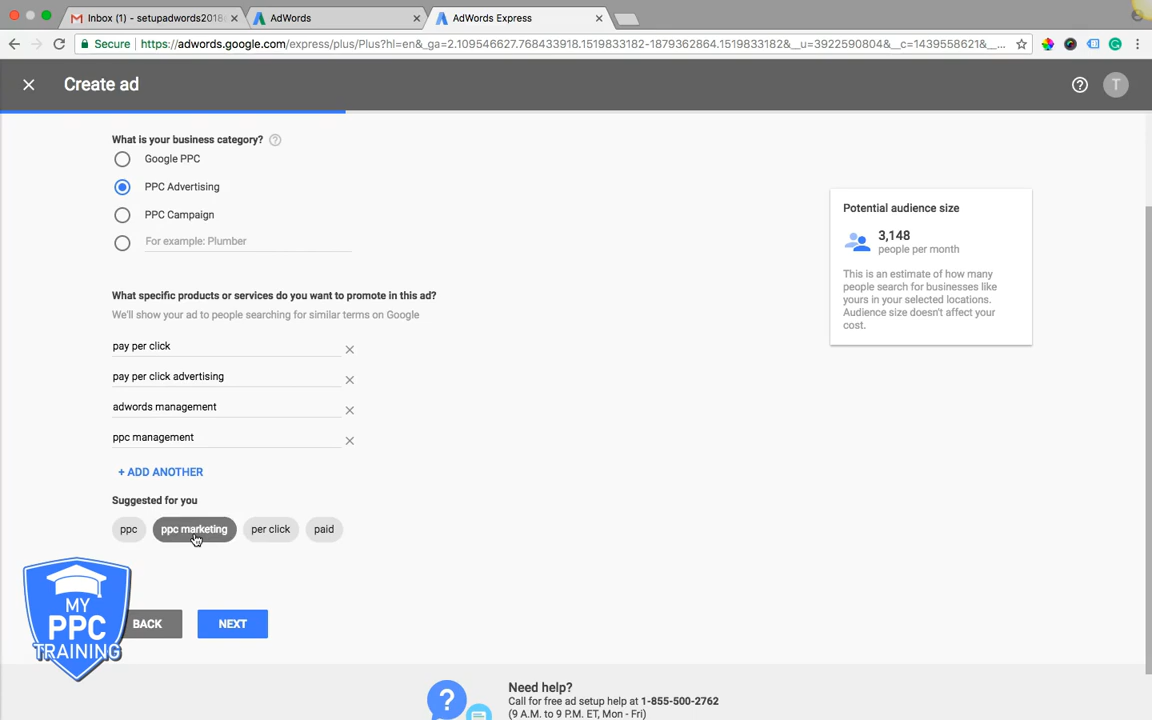 Inbox (1) - setupadwords2018
AdWords
AdWords Express
Secure
https://adwords.google.com/express/plus/Plus?hl=en&_ga=2.109546627.768433918.1519833182-1879362864.1519833182&__u=3922590804&__c=1439558621&__...
Create ad
T
What is your business category?
Google PPC
PPC Advertising
PPC Campaign
For example: Plumber
Potential audience size
3,148
people per month
This is an estimate of how many
people search for businesses like
yours in your selected locations.
Audience size doesn't affect your
cost.
What specific products or services do you want to promote in this ad?
We'll show your ad to people searching for similar terms on Google
pay per click
pay per click advertising
adwords management
ppc management
+ ADD ANOTHER
Suggested for you
ppc
ppc marketing
per click
paid
MY
PPC
TRAINING
BACK
NEXT
Need help?
Call for free ad setup help at 1-855-500-2762
(9 A.M. to 9 P.M. ET, Mon - Fri)